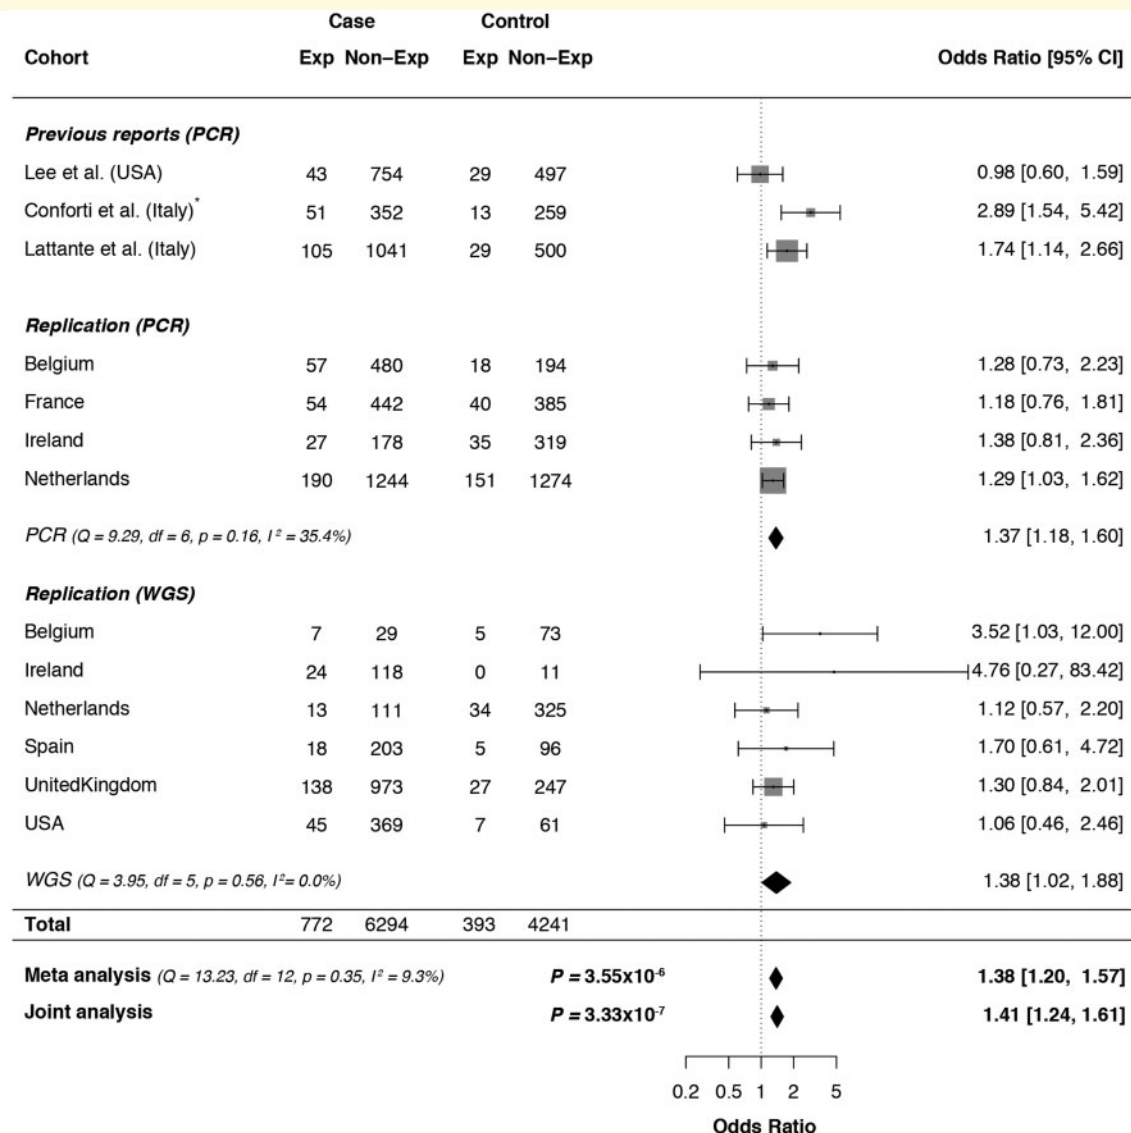 Case Control
Cohort Exp Non–Exp Exp Non–Exp Odds Ratio [95% CI]
Previous reports (PCR)
Lee et al. (USA) 43 754 29 497 0.98 [0.60, 1.59]
Conforti et al. (Italy)* 51 352 13 259 2.89 [1.54, 5.42]
Lattante et al. (Italy) 105 1041 29 500 1.74 [1.14, 2.66]
Replication (PCR)
Belgium 57 480 18 194 1.28 [0.73, 2.23]
France 54 442 40 385 1.18 [0.76, 1.81]
Ireland 27 178 35 319 1.38 [0.81, 2.36]
Netherlands 190 1244 151 1274 1.29 [1.03, 1.62]
PCR (Q = 9.29, df = 6, p = 0.16, I² = 35.4%) 1.37 [1.18, 1.60]
Replication (WGS)
Belgium 7 29 5 73 3.52 [1.03, 12.00]
Ireland 24 118 0 11 4.76 [0.27, 83.42]
Netherlands 13 111 34 325 1.12 [0.57, 2.20]
Spain 18 203 5 96 1.70 [0.61, 4.72]
UnitedKingdom 138 973 27 247 1.30 [0.84, 2.01]
USA 45 369 7 61 1.06 [0.46, 2.46]
WGS (Q = 3.95, df = 5, p = 0.56, I²= 0.0%) 1.38 [1.02, 1.88]
Total 772 6294 393 4241
Meta analysis (Q = 13.23, df = 12, p = 0.35, I² = 9.3%) P = 3.55x10⁻⁶ 1.38 [1.20, 1.57]
Joint analysis P = 3.33x10⁻⁷ 1.41 [1.24, 1.61]
0.2 0.5 1 2 5
Odds Ratio